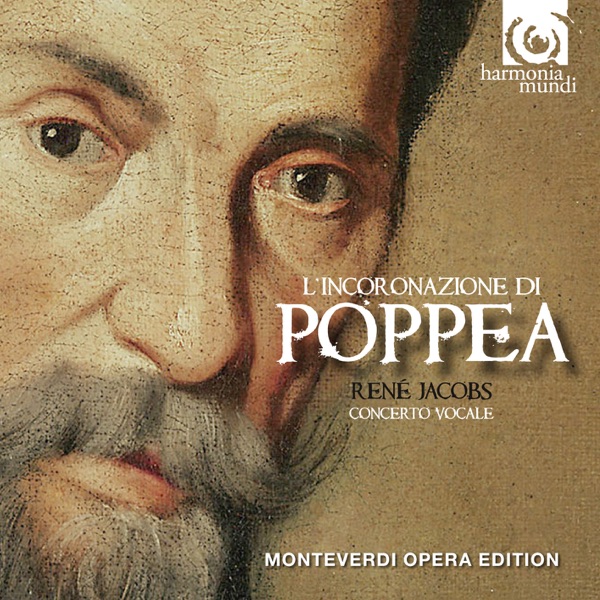 harmonia
mundi
L'INCORONAZIONE DI
POPPEA
RENÉ JACOBS
CONCERTO VOCALE
MONTEVERDI OPERA EDITION